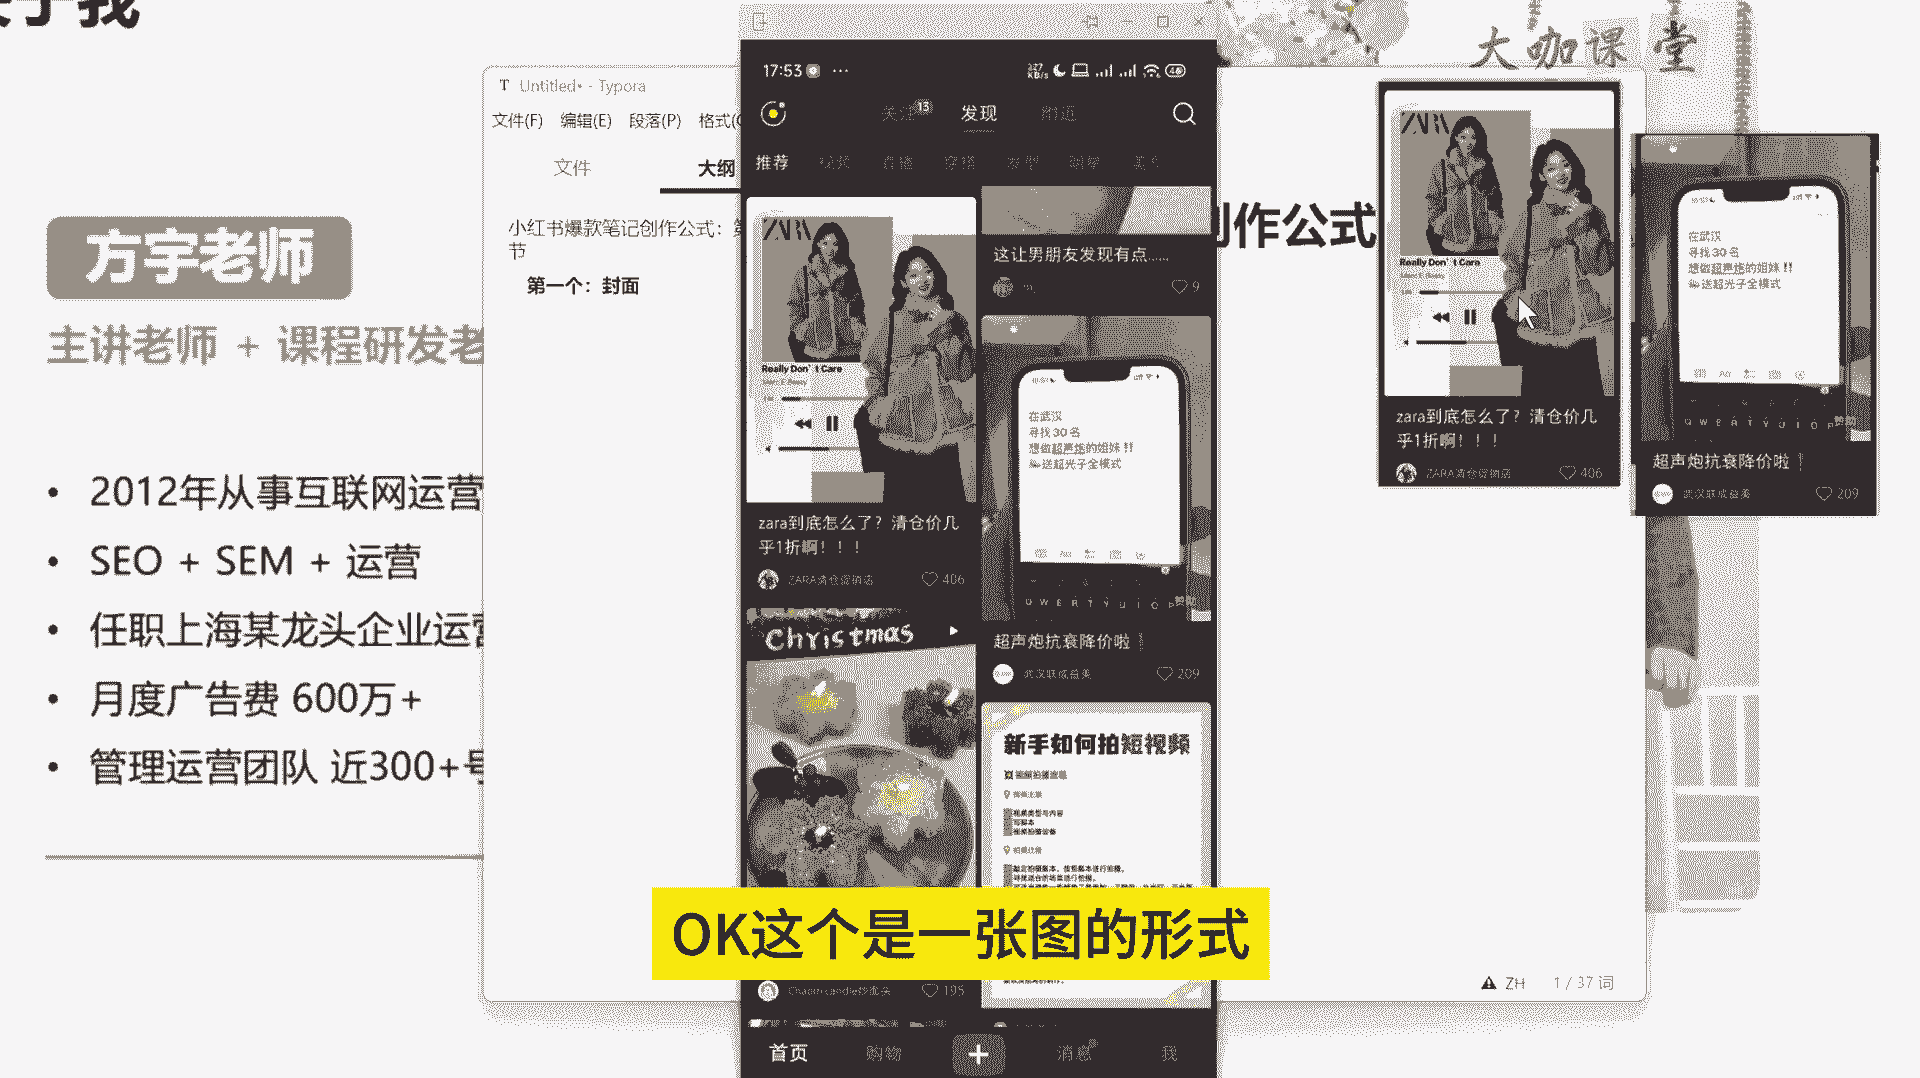 大咖课堂
方宇老师
主讲老师 + 课程研发老
• 2012年从事互联网运营
• SEO + SEM + 运营
• 任职上海某龙头企业运营
• 月度广告费 600万+
• 管理运营团队 近300+号
Untitled• - Typora
文件(F) 编辑(E) 段落(P) 格式(
文件
大纲
小红书爆款笔记创作公式：第
节
第一个：封面
创作公式
17:53
关注 13
发现
附近
推荐
直播
穿搭
ZARA
Really Don't Care
zara到底怎么了？清仓价几
乎1折啊！！！
ZARA清仓促销店
406
Christmas
195
这让男朋友发现有点……
9
在武汉
寻找30名
想做超声炮的姐妹!!
送超光子全模式
Q W E R T Y U I O P
赞助
超声炮抗衰降价啦
武汉联成益美
209
新手如何拍短视频
首页
购物
消息
我
ZARA
Really Don't Care
zara到底怎么了？清仓价几
乎1折啊！！！
ZARA清仓促销店
406
在武汉
寻找30名
想做超声炮的姐妹!!
送超光子全模式
Q W E R T Y U I O P
赞助
超声炮抗衰降价啦
武汉联成益美
209
OK这个是一张图的形式
ZH
1 / 37 词